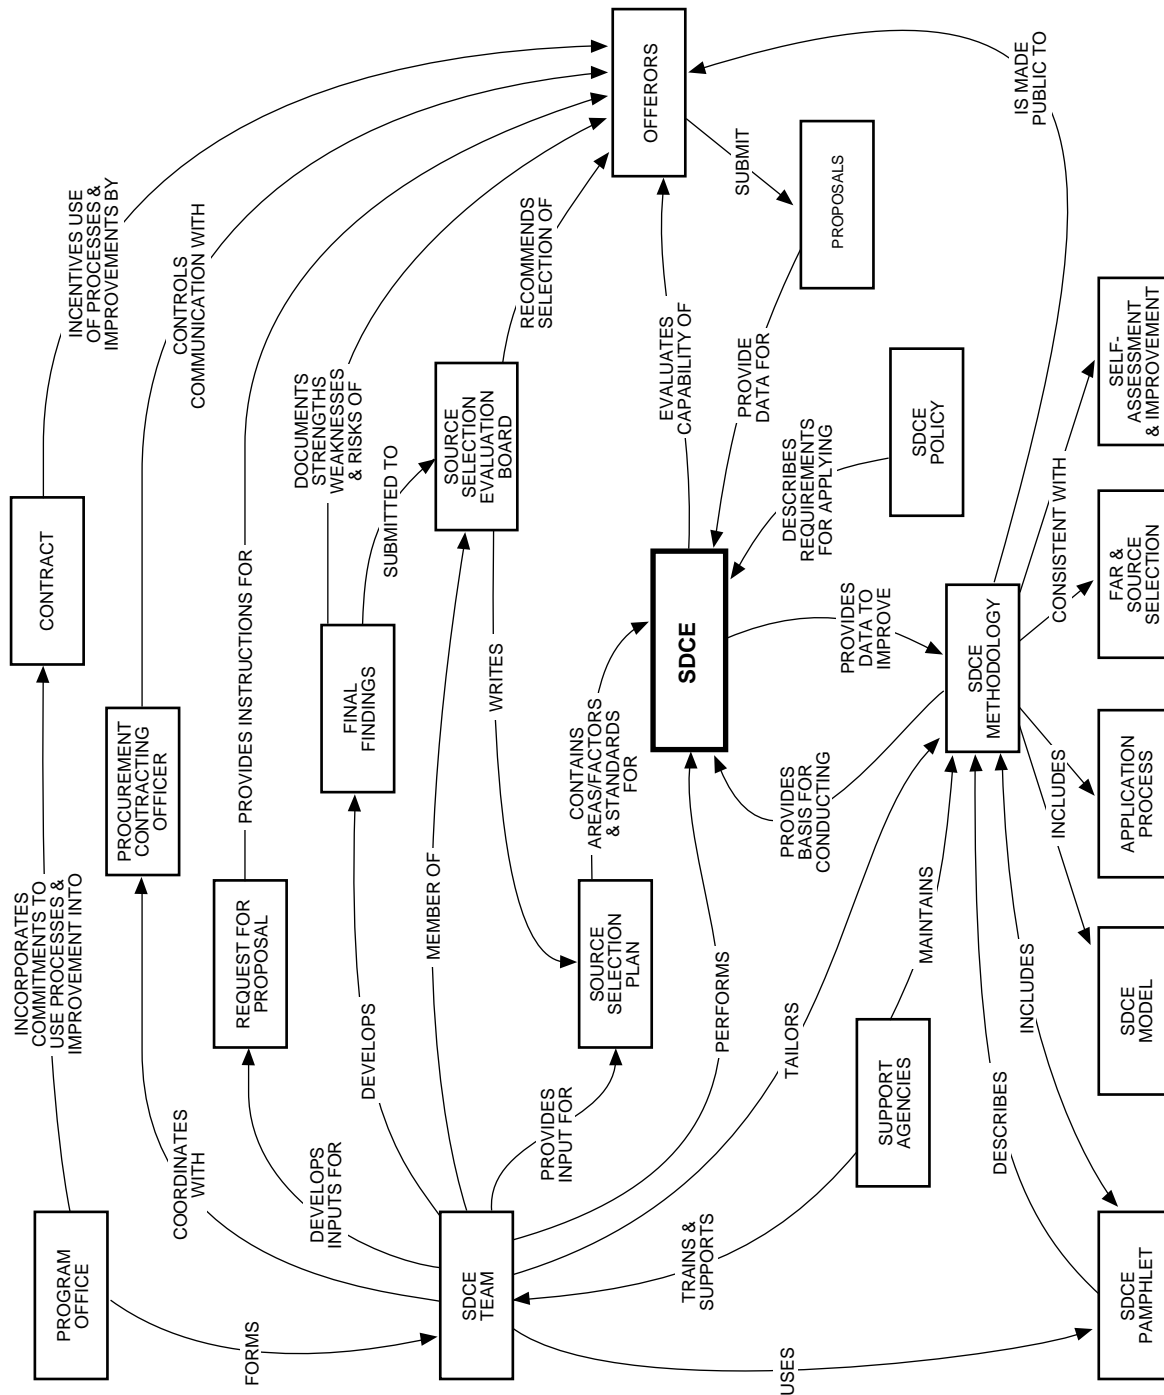 PROGRAM
OFFICE
INCORPORATES
COMMITMENTS TO
USE PROCESSES &
IMPROVEMENT INTO
CONTRACT
INCENTIVES USE
OF PROCESSES &
IMPROVEMENTS BY
COORDINATES
WITH
PROCUREMENT
CONTRACTING
OFFICER
CONTROLS
COMMUNICATION WITH
FORMS
DEVELOPS
INPUTS FOR
REQUEST FOR
PROPOSAL
PROVIDES INSTRUCTIONS FOR
DEVELOPS
FINAL
FINDINGS
DOCUMENTS
STRENGTHS
WEAKNESSES
& RISKS OF
SUBMITTED TO
SDCE
TEAM
MEMBER OF
SOURCE
SELECTION
EVALUATION
BOARD
RECOMMENDS
SELECTION OF
OFFERORS
WRITES
PROVIDES
INPUT FOR
SOURCE
SELECTION
PLAN
CONTAINS
AREAS/FACTORS
& STANDARDS
FOR
SDCE
EVALUATES
CAPABILITY OF
SUBMIT
PERFORMS
PROVIDE
DATA FOR
PROPOSALS
TRAINS &
SUPPORTS
TAILORS
PROVIDES
BASIS FOR
CONDUCTING
PROVIDES
DATA TO
IMPROVE
DESCRIBES
REQUIREMENTS
FOR APPLYING
SDCE
POLICY
USES
SUPPORT
AGENCIES
MAINTAINS
SDCE
METHODOLOGY
IS MADE
PUBLIC TO
DESCRIBES
INCLUDES
INCLUDES
CONSISTENT WITH
SDCE
PAMPHLET
SDCE
MODEL
APPLICATION
PROCESS
FAR &
SOURCE
SELECTION
SELF-
ASSESSMENT
& IMPROVEMENT